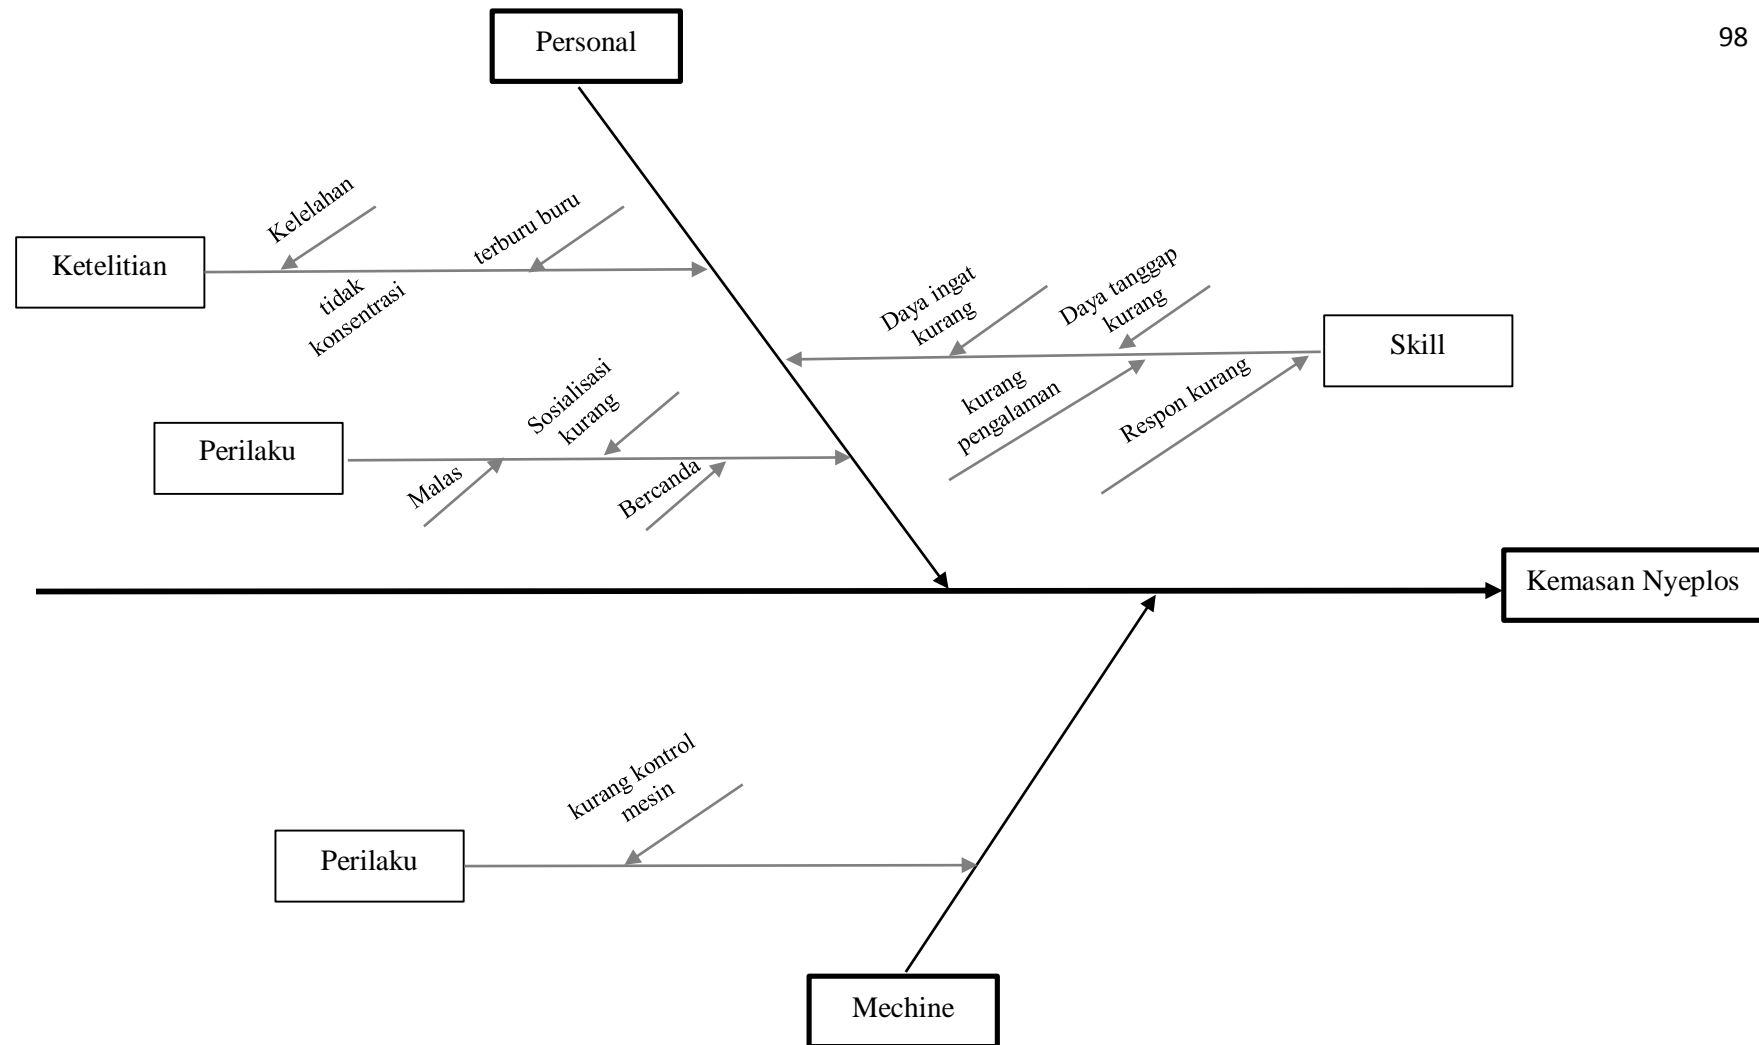 98
Personal
Kelelahan
terburu buru
Ketelitian
tidak
konsentrasi
Daya ingat
kurang
Daya tanggap
kurang
Skill
kurang
pengalaman
Respon kurang
Sosialisasi
kurang
Perilaku
Malas
Bercanda
Kemasan Nyeplos
kurang kontrol
mesin
Perilaku
Mechine